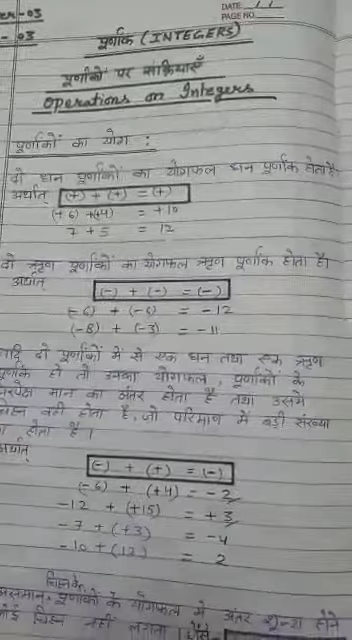 DATE
PAGE NO.
- 03
पूर्णांक (INTEGERS)
पूर्णांकों पर संक्रियाएँ
Operations on Integers
पूर्णांकों का योग :
दो धन पूर्णांकों का योगफल धन पूर्णांक होता है।
अर्थात् (+) + (+) = (+)
(+6) + (+4) = +10
7 + 5 = 12
दो ऋण पूर्णांकों का योगफल ऋण पूर्णांक होता है।
अर्थात्
(-) + (-) = (-)
(-6) + (-6) = -12
(-8) + (-3) = -11
यदि दो पूर्णांकों में से एक धन तथा एक ऋण
पूर्णांक हो तो उनका योगफल, पूर्णांकों के
मान का अंतर होता है तथा उसमें
चिह्न वही होता है, जो परिमाण में बड़ी संख्या
का होता है।
अर्थात्
(-) + (+) = (-)
(-6) + (+4) = -2
-12 + (+15) = +3
-7 + (+3) = -4
-10 + (12) = 2
असमान, पूर्णांकों के योगफल में अंतर शून्य होने
कोई चिह्न नहीं लगाता